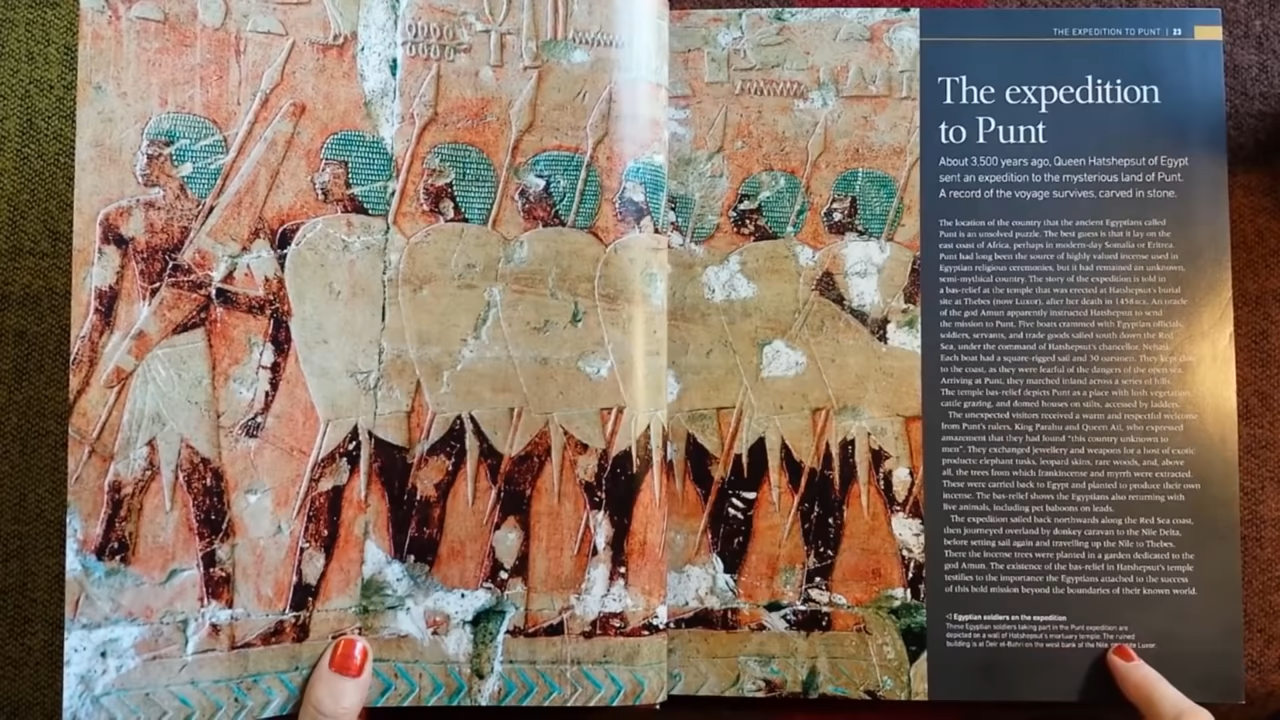 THE EXPEDITION TO PUNT | 23
The expedition
to Punt
About 3,500 years ago, Queen Hatshepsut of Egypt
sent an expedition to the mysterious land of Punt.
A record of the voyage survives, carved in stone.
The location of the country that the ancient Egyptians called
Punt is an unsolved puzzle. The best guess is that it lay on the
east coast of Africa, perhaps in modern-day Somalia or Eritrea.
Punt had long been the source of highly valued incense used in
Egyptian religious ceremonies, but it had remained an unknown,
semi-mythical country. The story of the expedition is told in
a bas-relief at the temple that was erected at Hatshepsut's burial
site at Thebes (now Luxor), after her death in 1458 BCE. An oracle
of the god Amun apparently instructed Hatshepsut to send
the mission to Punt. Five boats crammed with Egyptian officials,
soldiers, servants, and trade goods sailed south down the Red
Sea, under the command of Hatshepsut's chancellor, Nehasi.
Each boat had a square-rigged sail and 30 oarsmen. They kept close
to the coast, as they were fearful of the dangers of the open sea.
Arriving at Punt, they marched inland across a series of hills.
The temple bas-relief depicts Punt as a place with lush vegetation,
cattle grazing, and domed houses on stilts, accessed by ladders.
The unexpected visitors received a warm and respectful welcome
from Punt's rulers, King Parahu and Queen Ati, who expressed
amazement that they had found "this country unknown to
men". They exchanged jewellery and weapons for a host of exotic
products: elephant tusks, leopard skins, rare woods, and, above
all, the trees from which frankincense and myrrh were extracted.
These were carried back to Egypt and planted to produce their own
incense. The bas-relief shows the Egyptians also returning with
live animals, including pet baboons on leads.
The expedition sailed back northwards along the Red Sea coast,
then journeyed overland by donkey caravan to the Nile Delta,
before setting sail again and travelling up the Nile to Thebes.
There the incense trees were planted in a garden dedicated to the
god Amun. The existence of the bas-relief in Hatshepsut's temple
testifies to the importance the Egyptians attached to the success
of this bold mission beyond the boundaries of their known world.
◁ Egyptian soldiers on the expedition
These Egyptian soldiers taking part in the Punt expedition are
depicted on a wall of Hatshepsut's mortuary temple. The ruined
building is at Deir el-Bahri on the west bank of the Nile, Luxor.